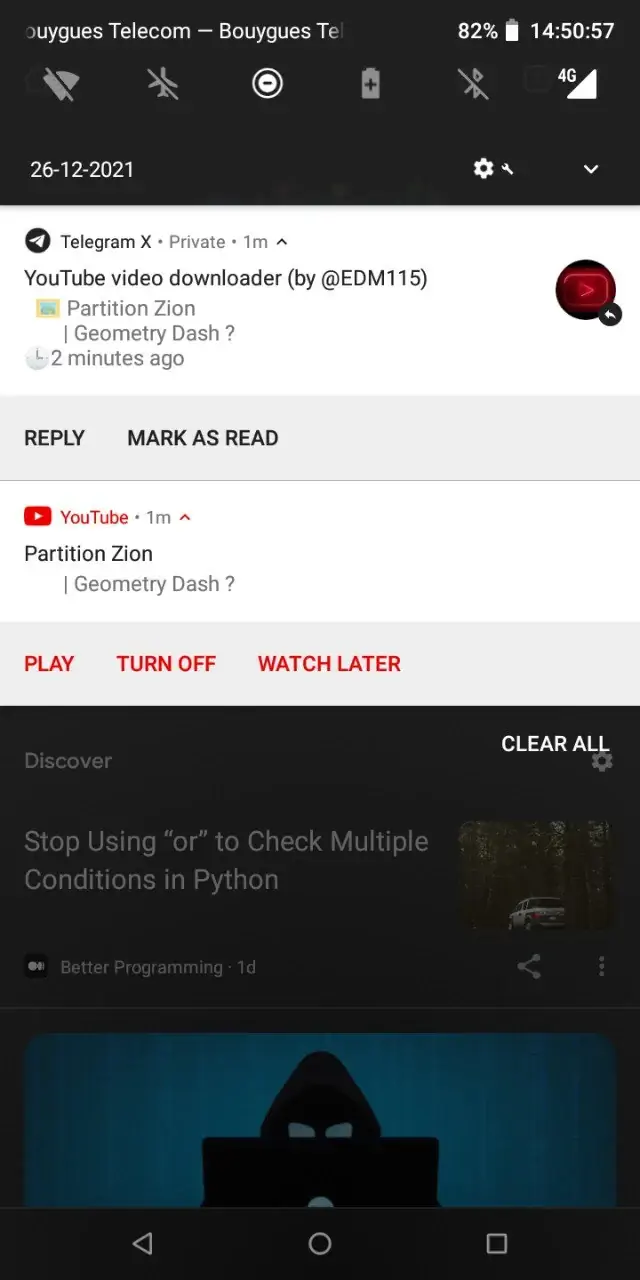 ouygues Telecom — Bouygues Tel
82% 14:50:57
4G
26-12-2021
Telegram X • Private • 1m
YouTube video downloader (by @EDM115)
Partition Zion
| Geometry Dash ?
2 minutes ago
REPLY MARK AS READ
YouTube • 1m
Partition Zion
| Geometry Dash ?
PLAY TURN OFF WATCH LATER
CLEAR ALL
Discover
Stop Using “or” to Check Multiple
Conditions in Python
Better Programming · 1d